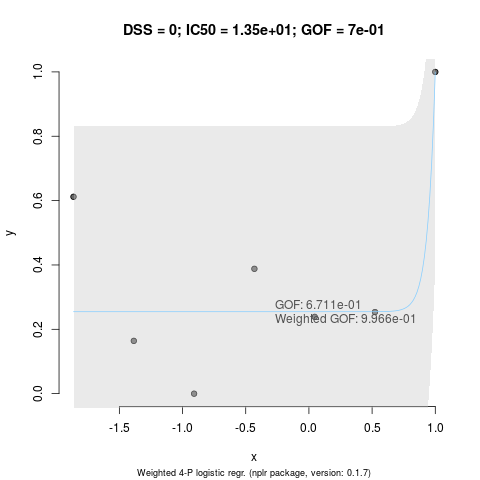 DSS = 0; IC50 = 1.35e+01; GOF = 7e-01
1.0
0.8
0.6
0.4
0.2
0.0
y
GOF: 6.711e-01
Weighted GOF: 9.966e-01
-1.5 -1.0 -0.5 0.0 0.5 1.0
x
Weighted 4-P logistic regr. (nplr package, version: 0.1.7)